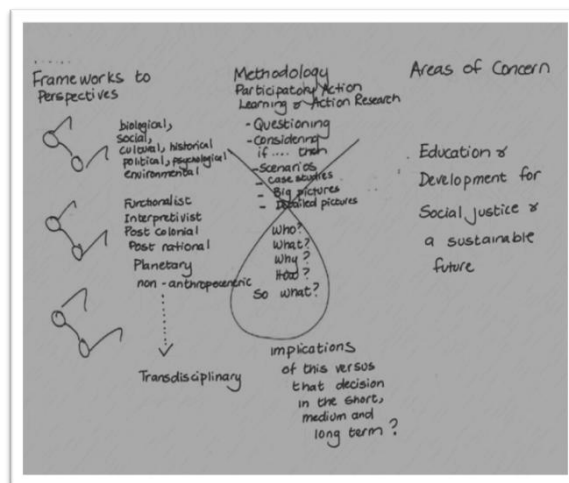 Frameworks to
Perspectives
biological,
social,
cultural, historical
political, psychological
environmental
Functionalist
Interpretivist
Post colonial
Post national
Planetary
non-anthropocentric
Transdisciplinary
Methodology
Participatory Action
Learning & Action Research
- Questioning
- Considering
if .... then
- Scenarios
- case studies
- Big pictures
- Detailed pictures
Who?
What?
Why?
How?
So what?
implications
of this versus
that decision
in the short,
medium and
long term?
Areas of Concern
Education &
Development for
Social justice &
a sustainable
future